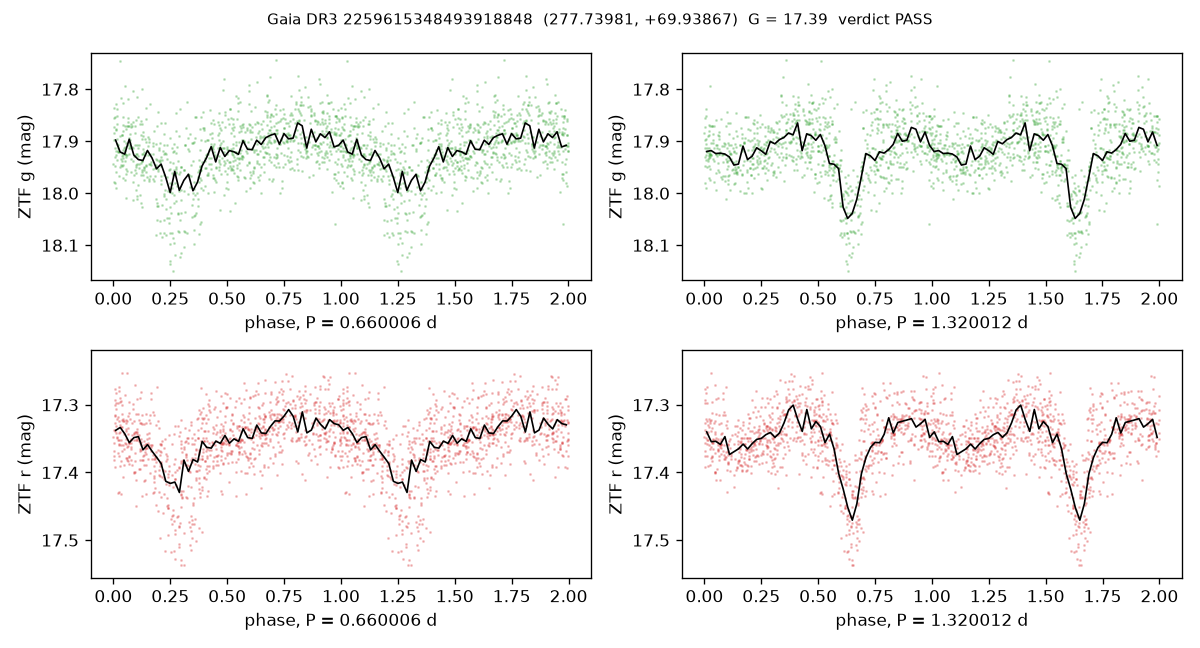 Gaia DR3 2259615348493918848  (277.73981, +69.93867)  G = 17.39  verdict PASS
ZTF g (mag)
17.8
17.9
18.0
18.1
0.00 0.25 0.50 0.75 1.00 1.25 1.50 1.75 2.00
phase, P = 0.660006 d
ZTF g (mag)
17.8
17.9
18.0
18.1
0.00 0.25 0.50 0.75 1.00 1.25 1.50 1.75 2.00
phase, P = 1.320012 d
ZTF r (mag)
17.3
17.4
17.5
0.00 0.25 0.50 0.75 1.00 1.25 1.50 1.75 2.00
phase, P = 0.660006 d
ZTF r (mag)
17.3
17.4
17.5
0.00 0.25 0.50 0.75 1.00 1.25 1.50 1.75 2.00
phase, P = 1.320012 d